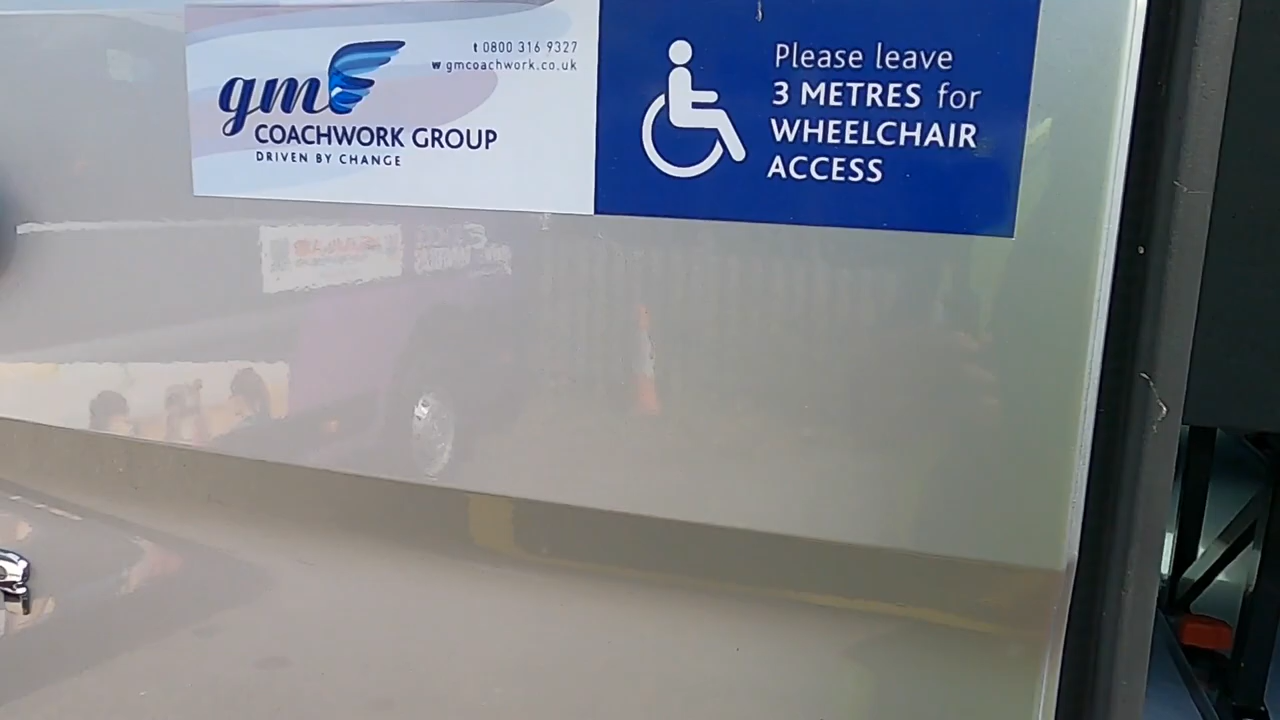 gm
COACHWORK GROUP
DRIVEN BY CHANGE
t 0800 316 9327
w gmcoachwork.co.uk
Please leave
3 METRES for
WHEELCHAIR
ACCESS